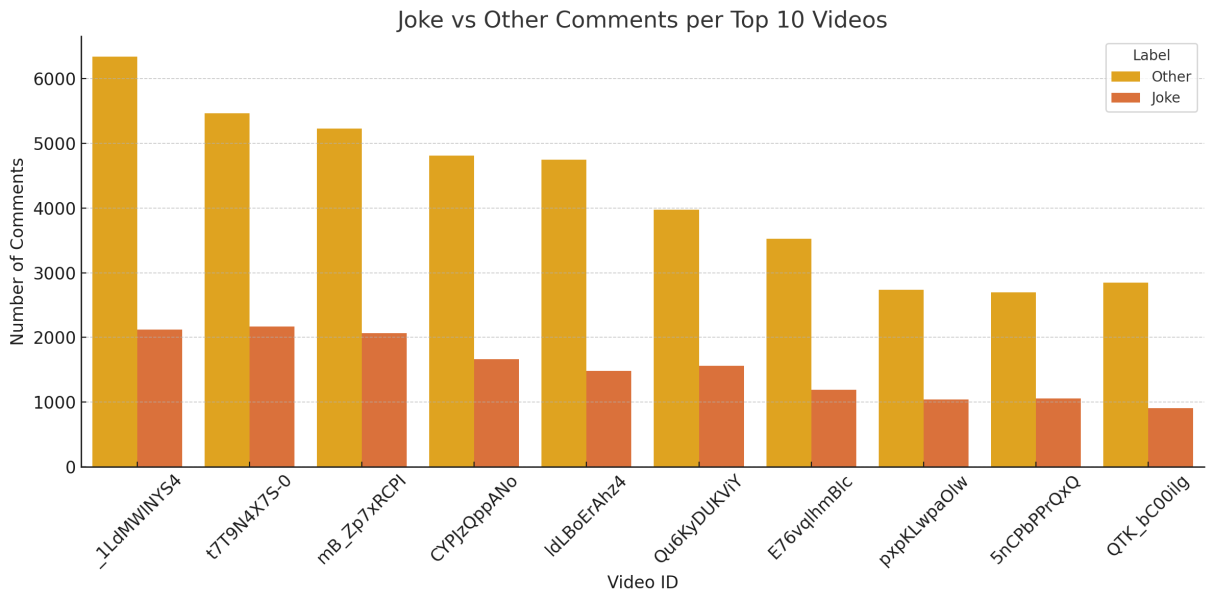 Joke vs Other Comments per Top 10 Videos
Label
Other
Joke
Number of Comments
6000
5000
4000
3000
2000
1000
0
_1LdMWlNYS4
t7T9N4X7S-0
mB_Zp7xRCPI
CYPJzQppANo
ldLBoErAhz4
Qu6KyDUKViY
E76vqlhmBlc
pxpKLwpaOlw
5nCPbPPrQxQ
QTK_bC00ilg
Video ID